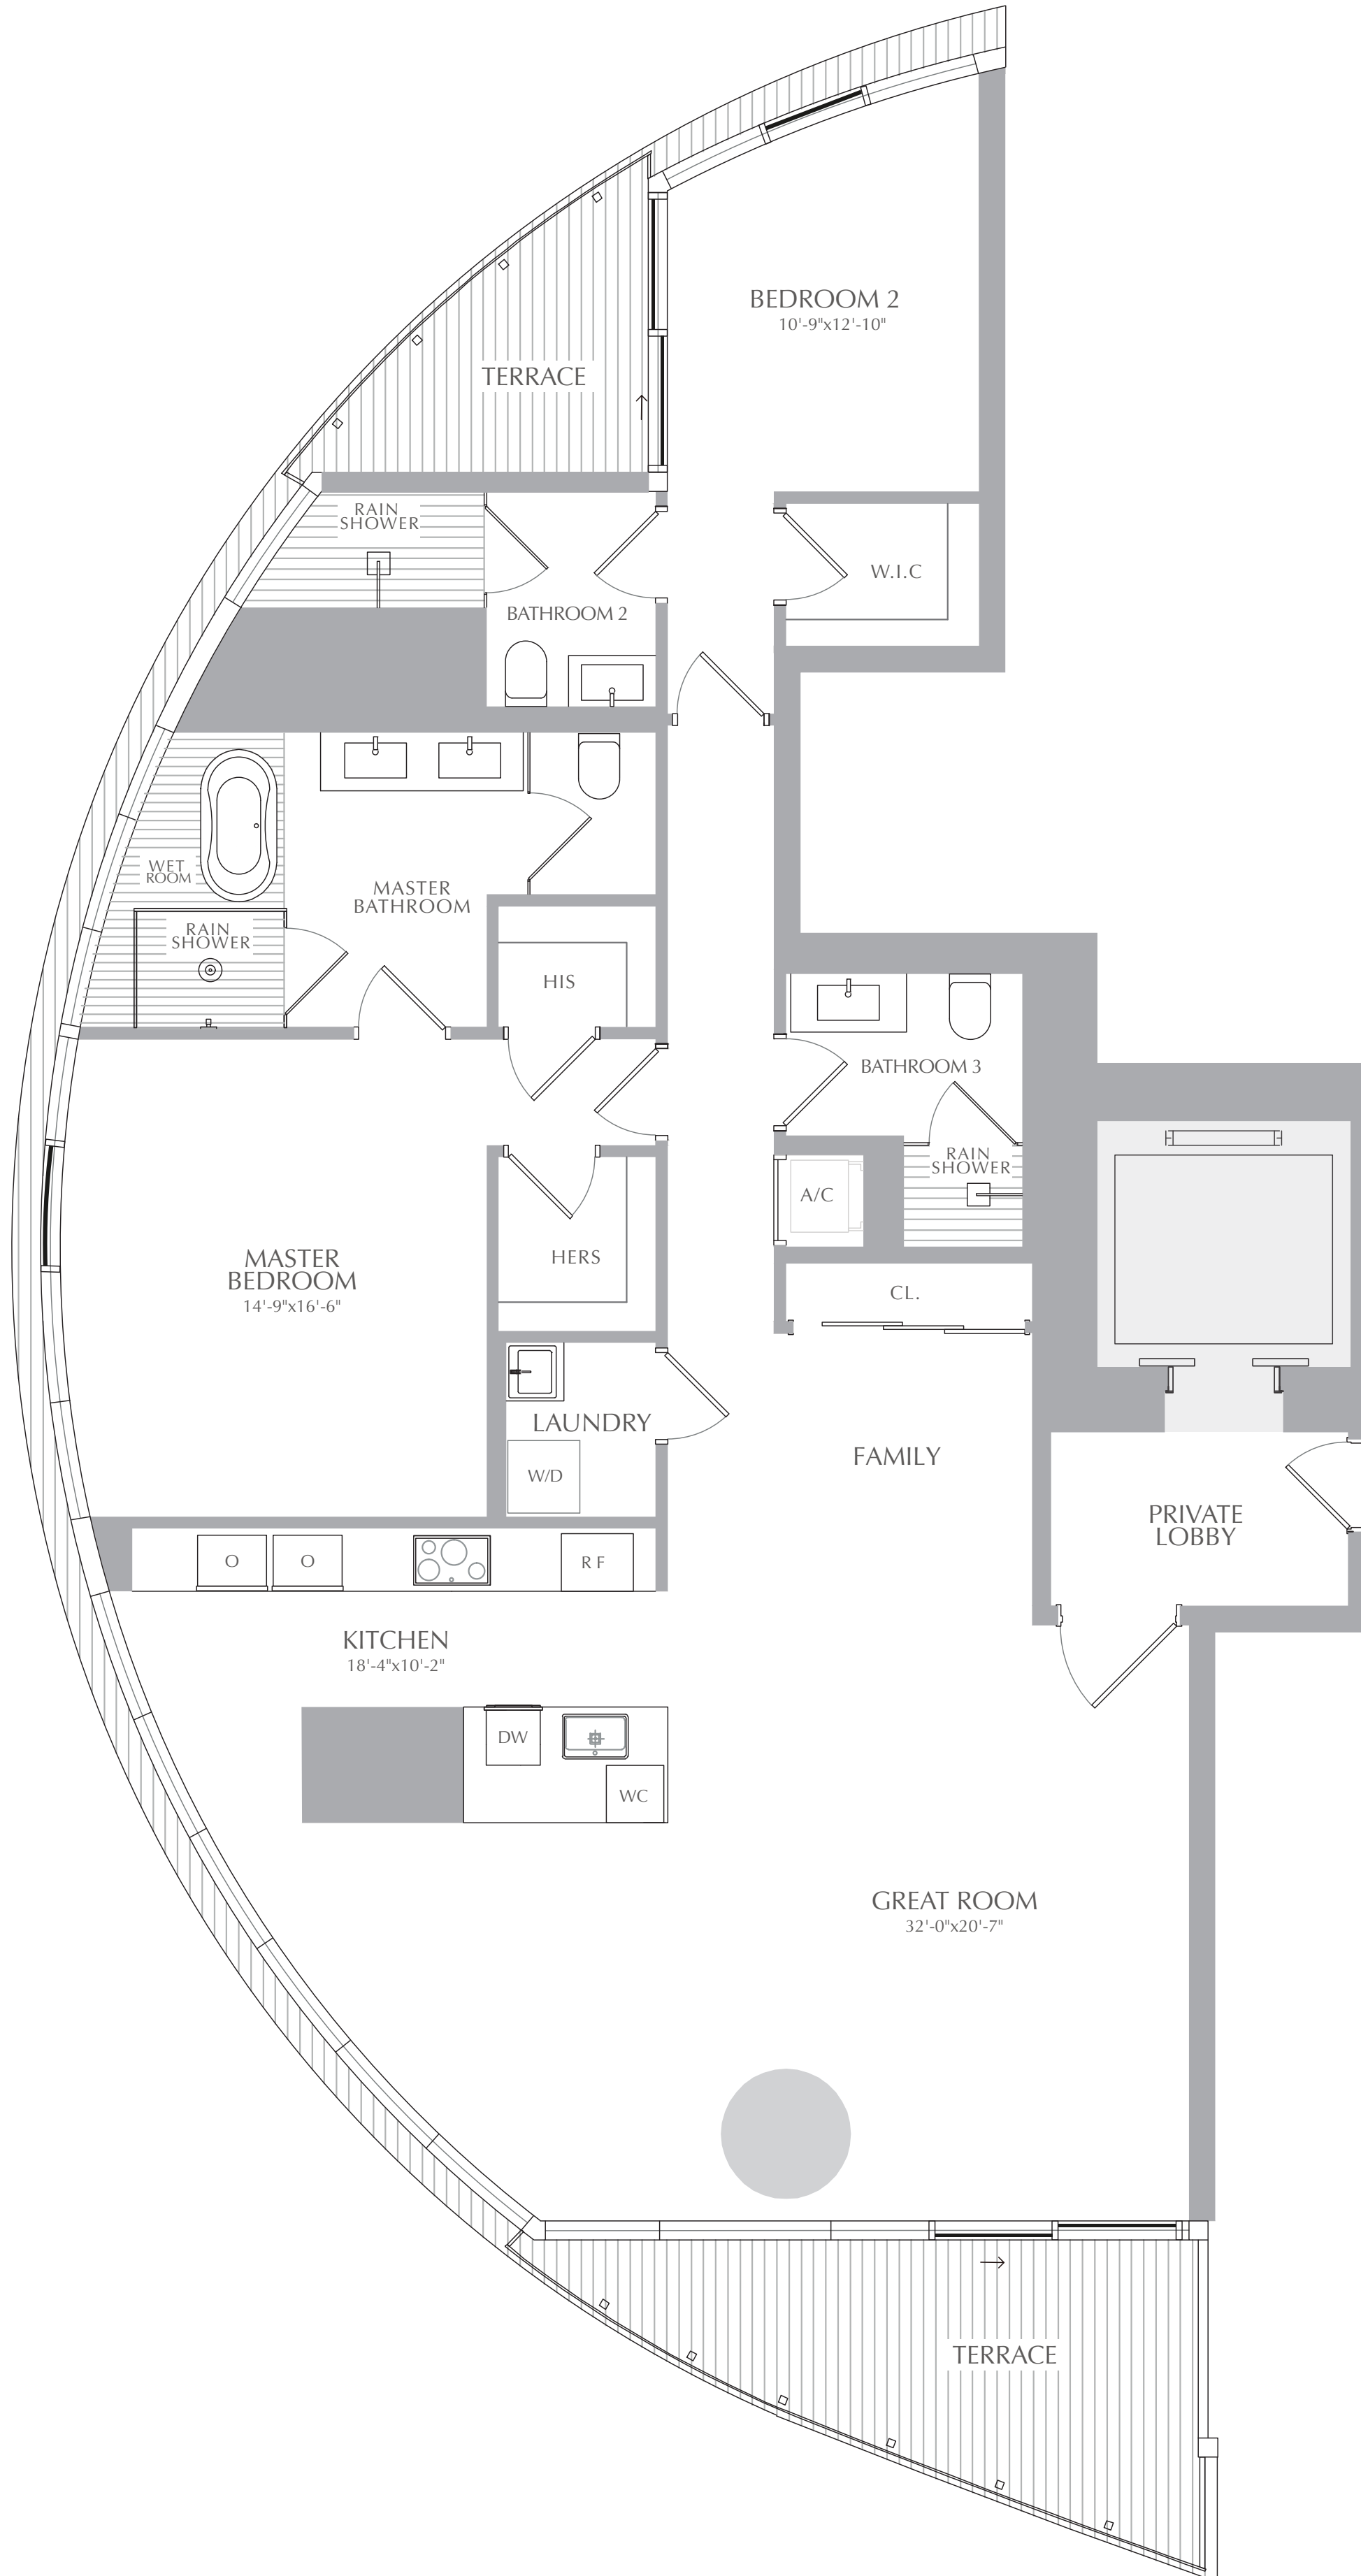 BEDROOM 2
10'-9"x12'-10"
TERRACE
RAIN
SHOWER
W.I.C
BATHROOM 2
WET
ROOM
MASTER
BATHROOM
RAIN
SHOWER
HIS
BATHROOM 3
RAIN
SHOWER
A/C
HERS
MASTER
BEDROOM
14'-9"x16'-6"
CL.
LAUNDRY
W/D
FAMILY
PRIVATE
LOBBY
O
O
R F
KITCHEN
18'-4"x10'-2"
DW
WC
GREAT ROOM
32'-0"x20'-7"
TERRACE